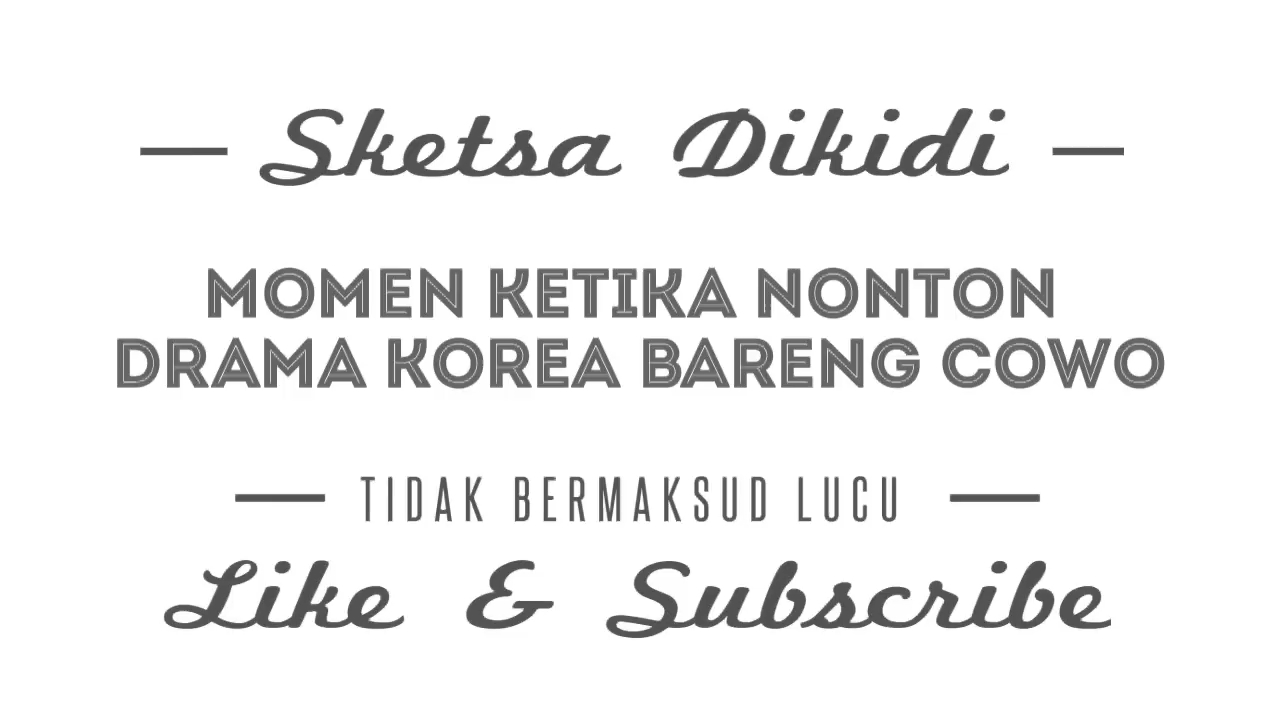 — Sketsa Dikidi —
MOMEN KETIKA NONTON
DRAMA KOREA BARENG COWO
— TIDAK BERMAKSUD LUCU —
Like & Subscribe